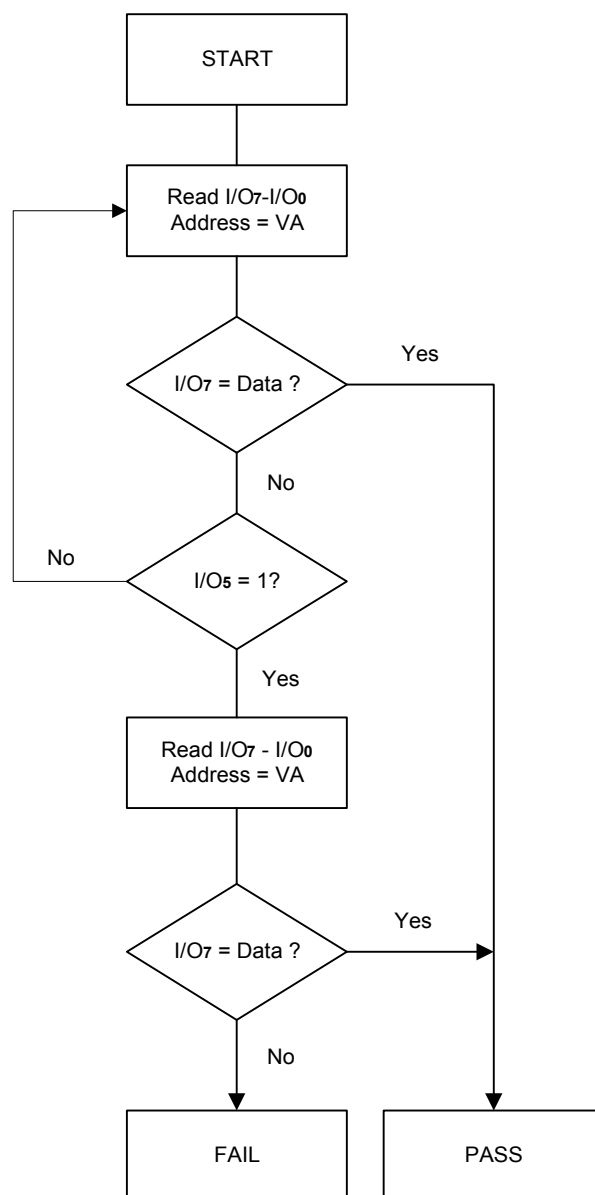 START
Read I/O7-I/O0
Address = VA
I/O7 = Data ?
Yes
No
No
I/O5 = 1?
Yes
Read I/O7 - I/O0
Address = VA
I/O7 = Data ?
Yes
No
FAIL
PASS